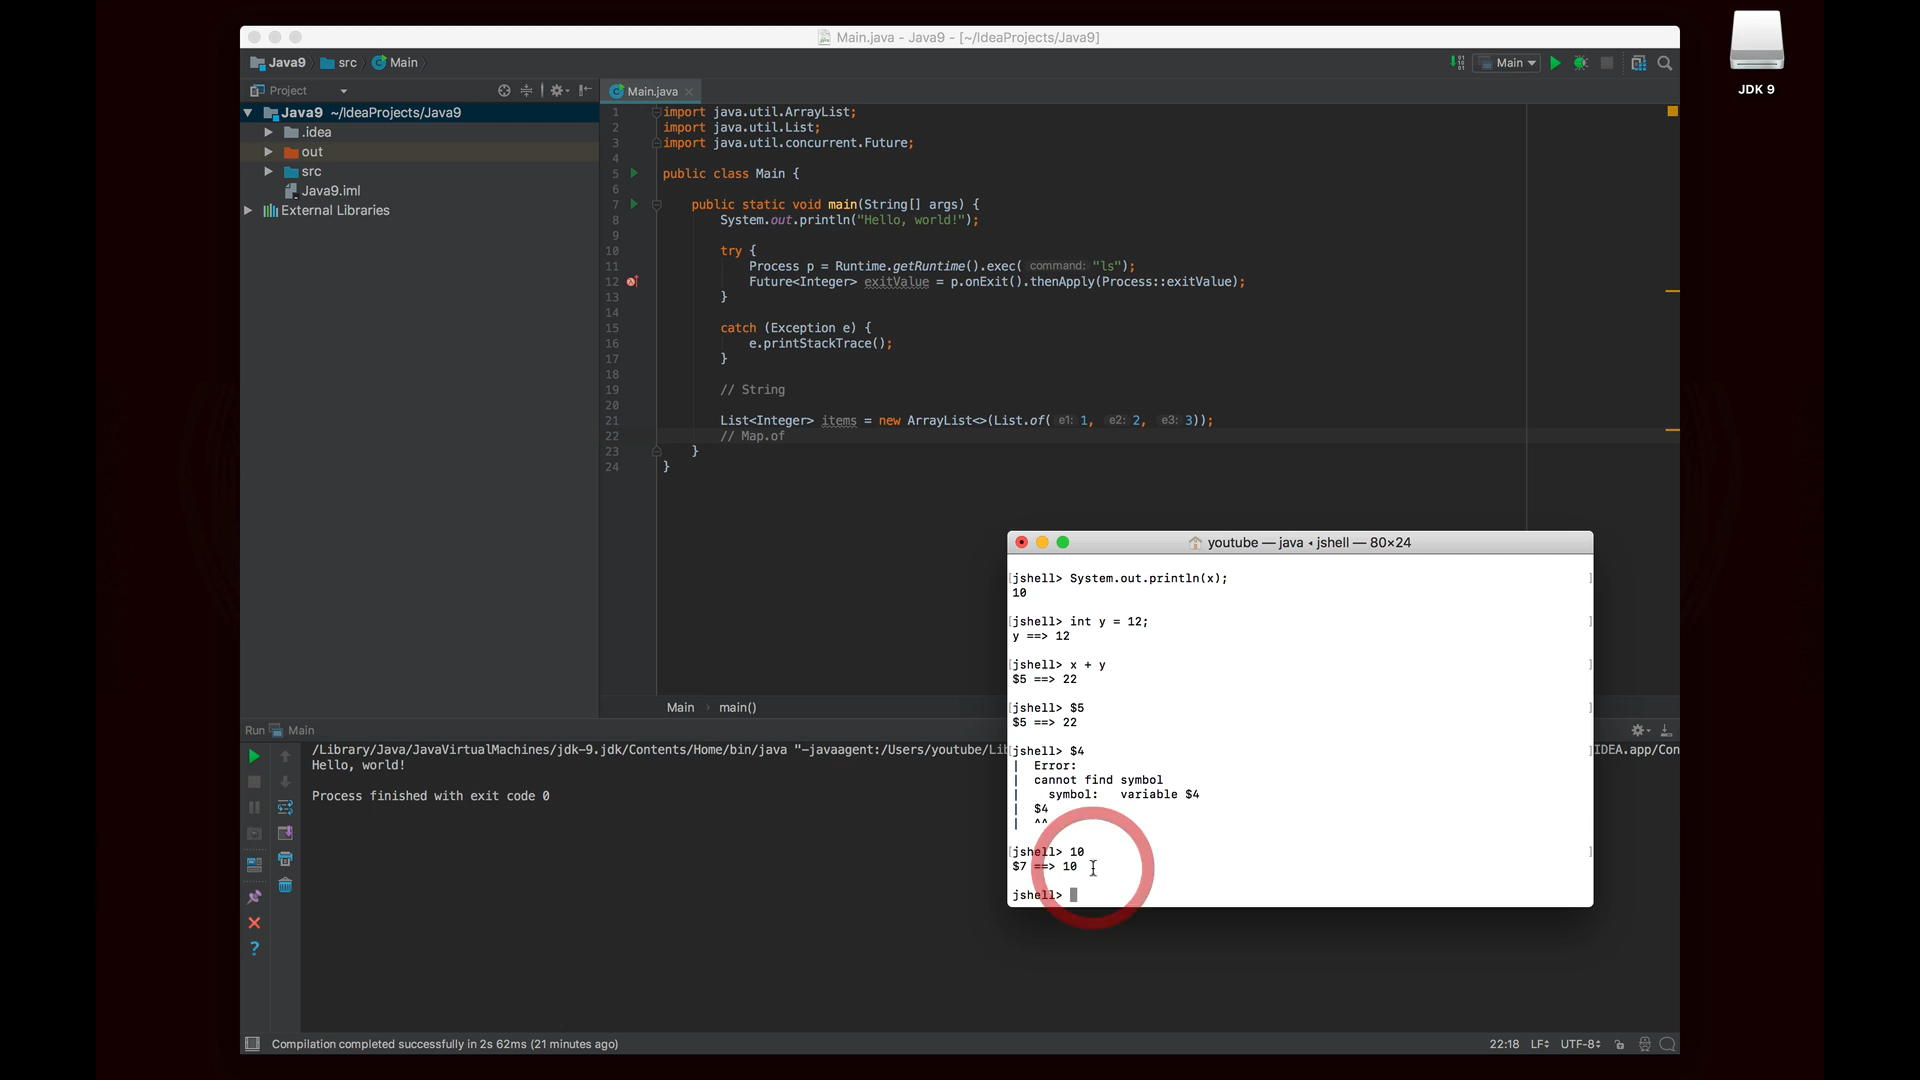 Main.java - Java9 - [~/IdeaProjects/Java9]
JDK 9
Java9 src Main
Main
Project
Main.java
Java9 ~/IdeaProjects/Java9
.idea
out
src
Java9.iml
External Libraries
1 import java.util.ArrayList;
2 import java.util.List;
3 import java.util.concurrent.Future;
4
5 public class Main {
6
7 public static void main(String[] args) {
8 System.out.println("Hello, world!");
9
10 try {
11 Process p = Runtime.getRuntime().exec( command: "ls");
12 Future<Integer> exitValue = p.onExit().thenApply(Process::exitValue);
13 }
14
15 catch (Exception e) {
16 e.printStackTrace();
17 }
18
19 // String
20
21 List<Integer> items = new ArrayList<>(List.of( e1: 1, e2: 2, e3: 3));
22 // Map.of
23 }
24 }
Main main()
youtube — java ◂ jshell — 80×24
[jshell> System.out.println(x); ]
10
[jshell> int y = 12; ]
y ==> 12
[jshell> x + y ]
$5 ==> 22
[jshell> $5 ]
$5 ==> 22
[jshell> $4 ]
| Error:
| cannot find symbol
| symbol: variable $4
| $4
| ^^
[jshell> 10 ]
$7 ==> 10
jshell>
Run Main
/Library/Java/JavaVirtualMachines/jdk-9.jdk/Contents/Home/bin/java "-javaagent:/Users/youtube/Lib IDEA.app/Con
Hello, world!
Process finished with exit code 0
Compilation completed successfully in 2s 62ms (21 minutes ago)
22:18 LF UTF-8